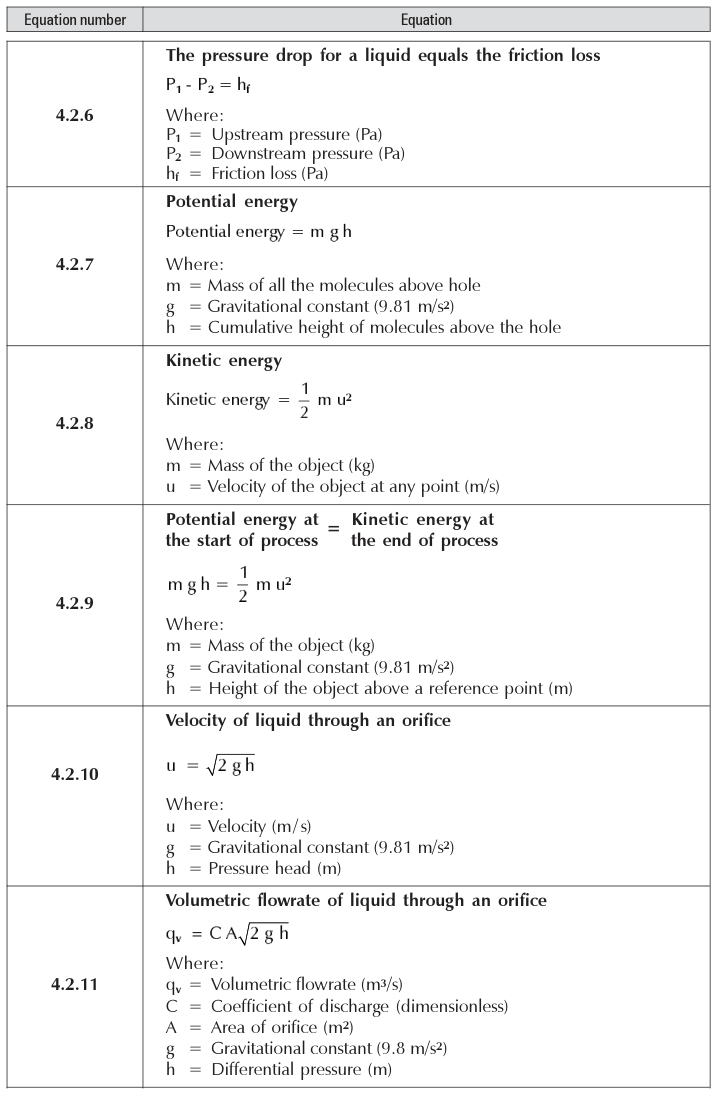 Equation number Equation
4.2.6
The pressure drop for a liquid equals the friction loss
P₁ - P₂ = hf
Where:
P₁ = Upstream pressure (Pa)
P₂ = Downstream pressure (Pa)
hf = Friction loss (Pa)
4.2.7
Potential energy
Potential energy = m g h
Where:
m = Mass of all the molecules above hole
g = Gravitational constant (9.81 m/s²)
h = Cumulative height of molecules above the hole
4.2.8
Kinetic energy
Kinetic energy = 1/2 m u²
Where:
m = Mass of the object (kg)
u = Velocity of the object at any point (m/s)
4.2.9
Potential energy at = Kinetic energy at
the start of process the end of process
m g h = 1/2 m u²
Where:
m = Mass of the object (kg)
g = Gravitational constant (9.81 m/s²)
h = Height of the object above a reference point (m)
4.2.10
Velocity of liquid through an orifice
u = √2 g h
Where:
u = Velocity (m/s)
g = Gravitational constant (9.81 m/s²)
h = Pressure head (m)
4.2.11
Volumetric flowrate of liquid through an orifice
qv = C A√2 g h
Where:
qv = Volumetric flowrate (m³/s)
C = Coefficient of discharge (dimensionless)
A = Area of orifice (m²)
g = Gravitational constant (9.8 m/s²)
h = Differential pressure (m)